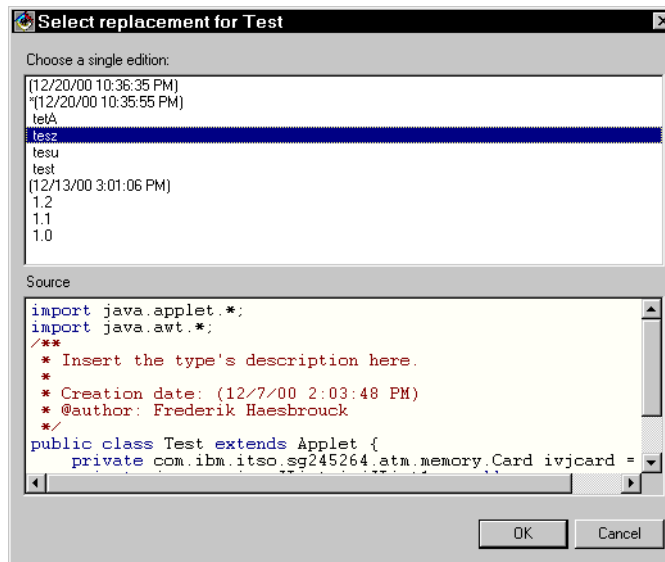 Select replacement for Test
Choose a single edition:
(12/20/00 10:36:35 PM)
*(12/20/00 10:35:55 PM)
tetA
tesz
tesu
test
(12/13/00 3:01:06 PM)
1.2
1.1
1.0
Source
import java.applet.*;
import java.awt.*;
/**
* Insert the type's description here.
*
* Creation date: (12/7/00 2:03:48 PM)
* @author: Frederik Haesbrouck
*/
public class Test extends Applet {
private com.ibm.itso.sg245264.atm.memory.Card ivjcard =
OK Cancel